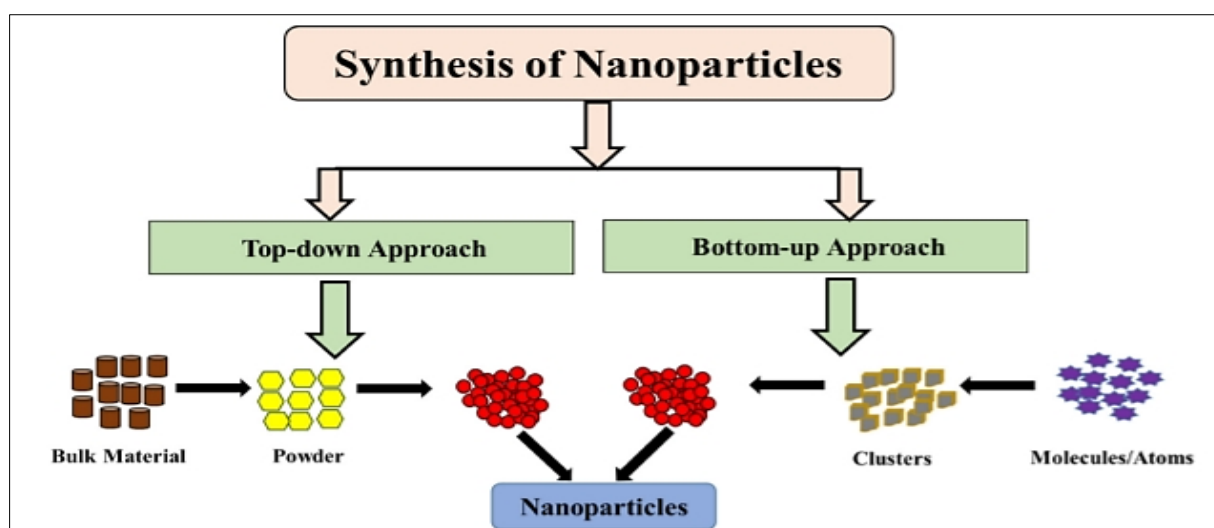 Synthesis of Nanoparticles
Top-down Approach
Bottom-up Approach
Bulk Material
Powder
Clusters
Molecules/Atoms
Nanoparticles